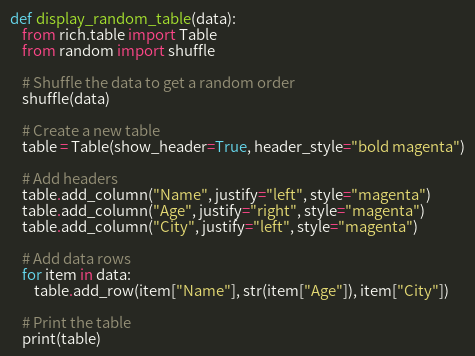 def display_random_table(data):
    from rich.table import Table
    from random import shuffle

    # Shuffle the data to get a random order
    shuffle(data)

    # Create a new table
    table = Table(show_header=True, header_style="bold magenta")

    # Add headers
    table.add_column("Name", justify="left", style="magenta")
    table.add_column("Age", justify="right", style="magenta")
    table.add_column("City", justify="left", style="magenta")

    # Add data rows
    for item in data:
        table.add_row(item["Name"], str(item["Age"]), item["City"])

    # Print the table
    print(table)